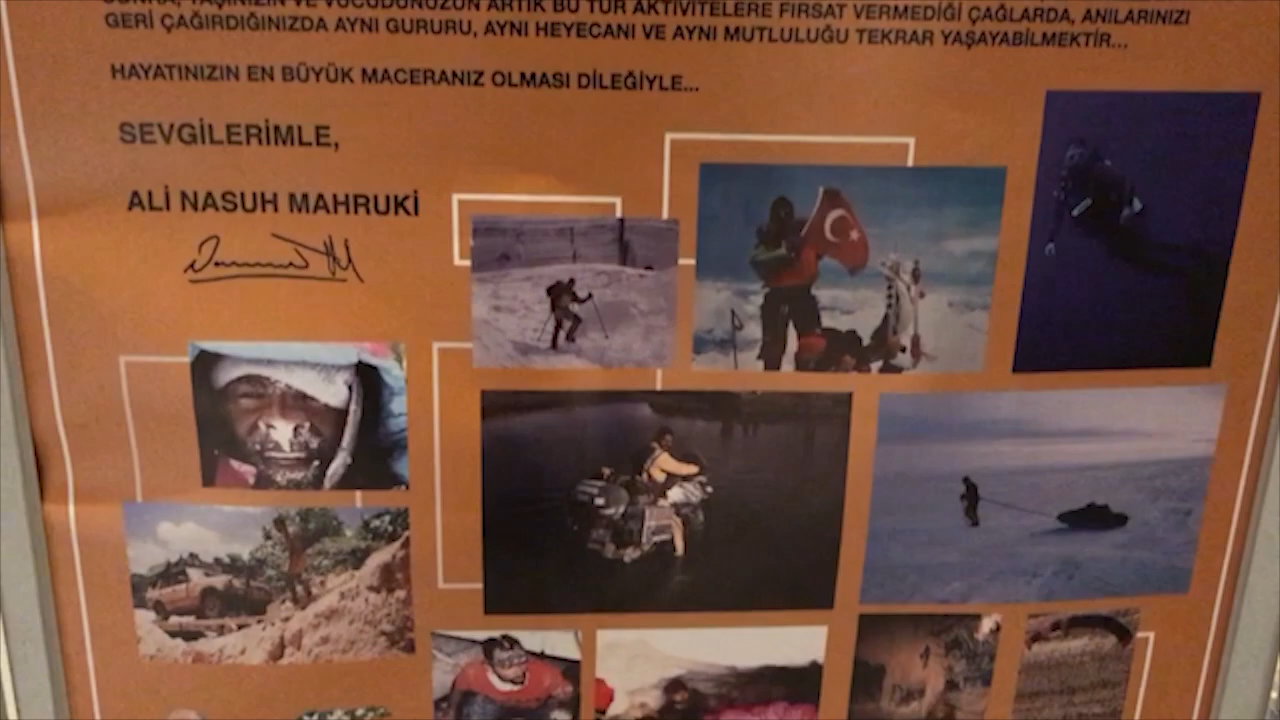 SONRA, YAŞINIZIN VE VÜCUDUNUZUN ARTIK BU TÜR AKTİVİTELERE FIRSAT VERMEDİĞİ ÇAĞLARDA, ANILARINIZI
GERİ ÇAĞIRDIĞINIZDA AYNI GURURU, AYNI HEYECANI VE AYNI MUTLULUĞU TEKRAR YAŞAYABİLMEKTİR...
HAYATINIZIN EN BÜYÜK MACERANIZ OLMASI DİLEĞİYLE...
SEVGİLERİMLE,
ALİ NASUH MAHRUKİ